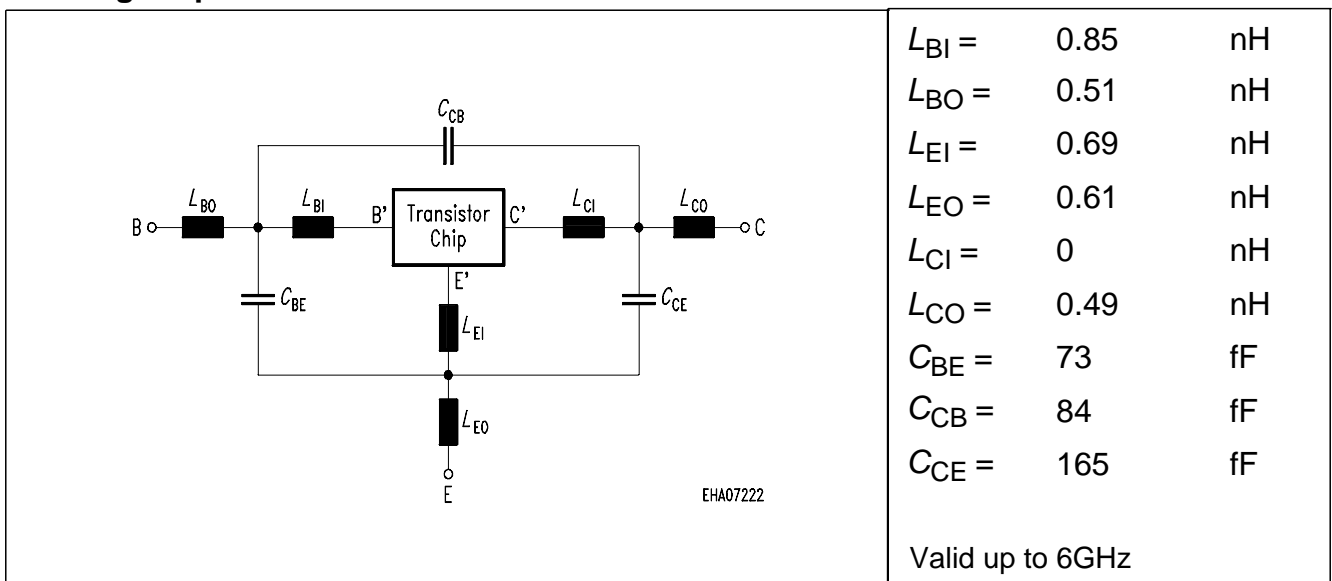 C_CB
L_BO
L_BI
L_CI
L_CO
B
B'
Transistor
Chip
C'
C
E'
C_BE
C_CE
L_EI
L_EO
E
EHA07222
L_BI = 0.85 nH
L_BO = 0.51 nH
L_EI = 0.69 nH
L_EO = 0.61 nH
L_CI = 0 nH
L_CO = 0.49 nH
C_BE = 73 fF
C_CB = 84 fF
C_CE = 165 fF
Valid up to 6GHz